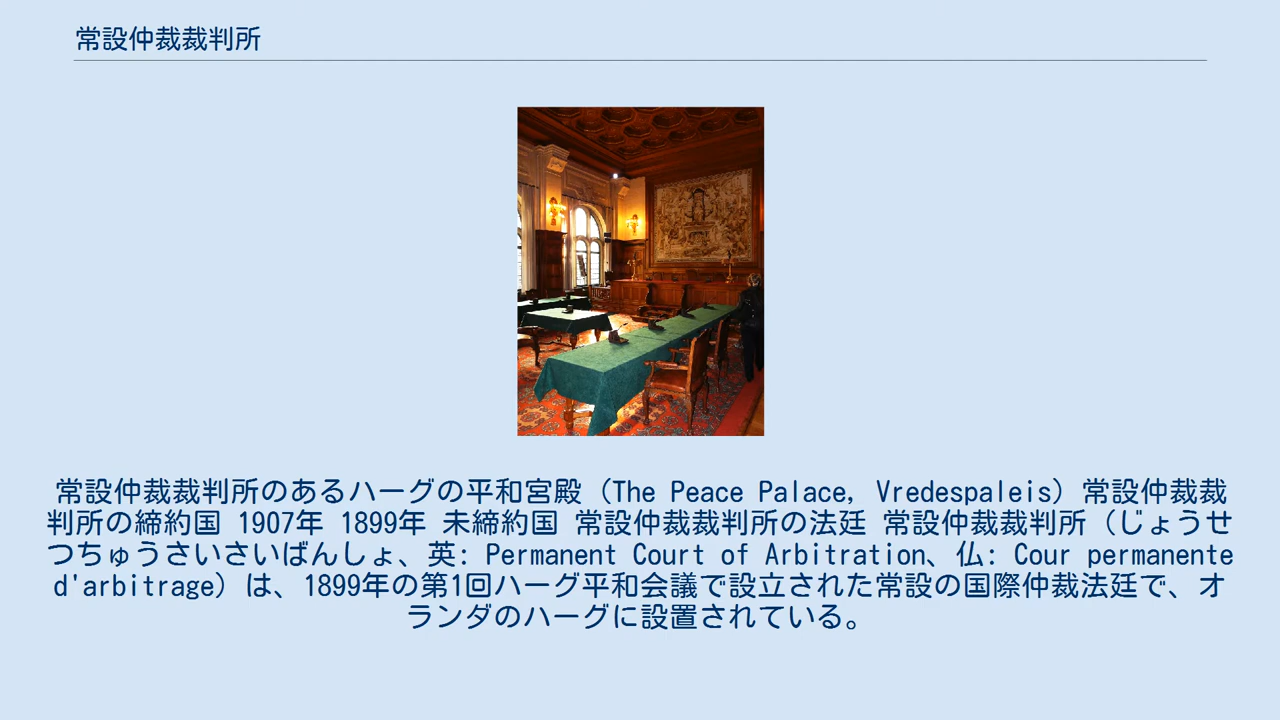 常設仲裁裁判所
常設仲裁裁判所のあるハーグの平和宮殿（The Peace Palace, Vredespaleis）常設仲裁裁
判所の締約国 1907年 1899年 未締約国 常設仲裁裁判所の法廷 常設仲裁裁判所（じょうせ
つちゅうさいさいばんしょ、英: Permanent Court of Arbitration、仏: Cour permanente
d'arbitrage）は、1899年の第1回ハーグ平和会議で設立された常設の国際仲裁法廷で、オ
ランダのハーグに設置されている。